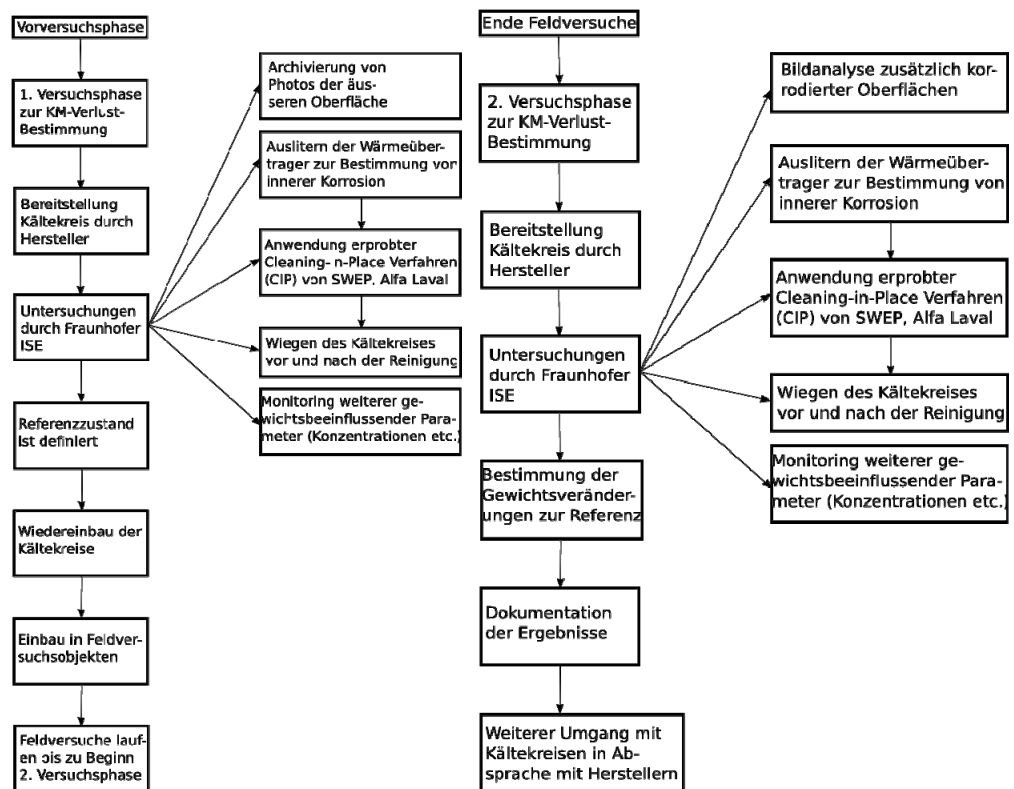 Vorversuchsphase
1. Versuchsphase
zur KM-Verlust-
Bestimmung
Bereitstellung
Kältekreis durch
Hersteller
Untersuchungen
durch Fraunhofer
ISE
Referenzzustand
ist definiert
Wiedereinbau der
Kältekreise
Einbau in Feldver-
suchsobjekten
Feldversuche lauf-
fen bis zu Beginn
2. Versuchsphase
Archivierung von
Photos der äus-
seren Oberfläche
Auslitern der Wärmeüber-
trager zur Bestimmung von
innerer Korrosion
Anwendung erprobter
Cleaning-n-Place Verfahren
(CIP) von SWEP, Alfa Laval
Wiegen des Kältekreises
vor und nach der Reinigung
Monitoring weiterer ge-
wichtsbeeinflussender Para-
meter (Konzentrationen etc.)
Ende Feldversuche
2. Versuchsphase
zur KM-Verlust-
Bestimmung
Bereitstellung
Kältekreis durch
Hersteller
Untersuchungen
durch Fraunhofer
ISE
Bestimmung der
Gewichtsveränder-
ungen zur Referenz
Dokumentation
der Ergebnisse
Weiterer Umgang mit
Kältekreisen in Ab-
sprache mit Herstellern
Bildanalyse zusätzlich kor-
rodierter Oberflächen
Auslitern der Wärmeüber-
trager zur Bestimmung von
innerer Korrosion
Anwendung erprobter
Cleaning-in-Place Verfahren
(CIP) von SWEP, Alfa Laval
Wiegen des Kältekreises
vor und nach der Reinigung
Monitoring weiterer ge-
wichtsbeeinflussender Para-
meter (Konzentrationen etc.)